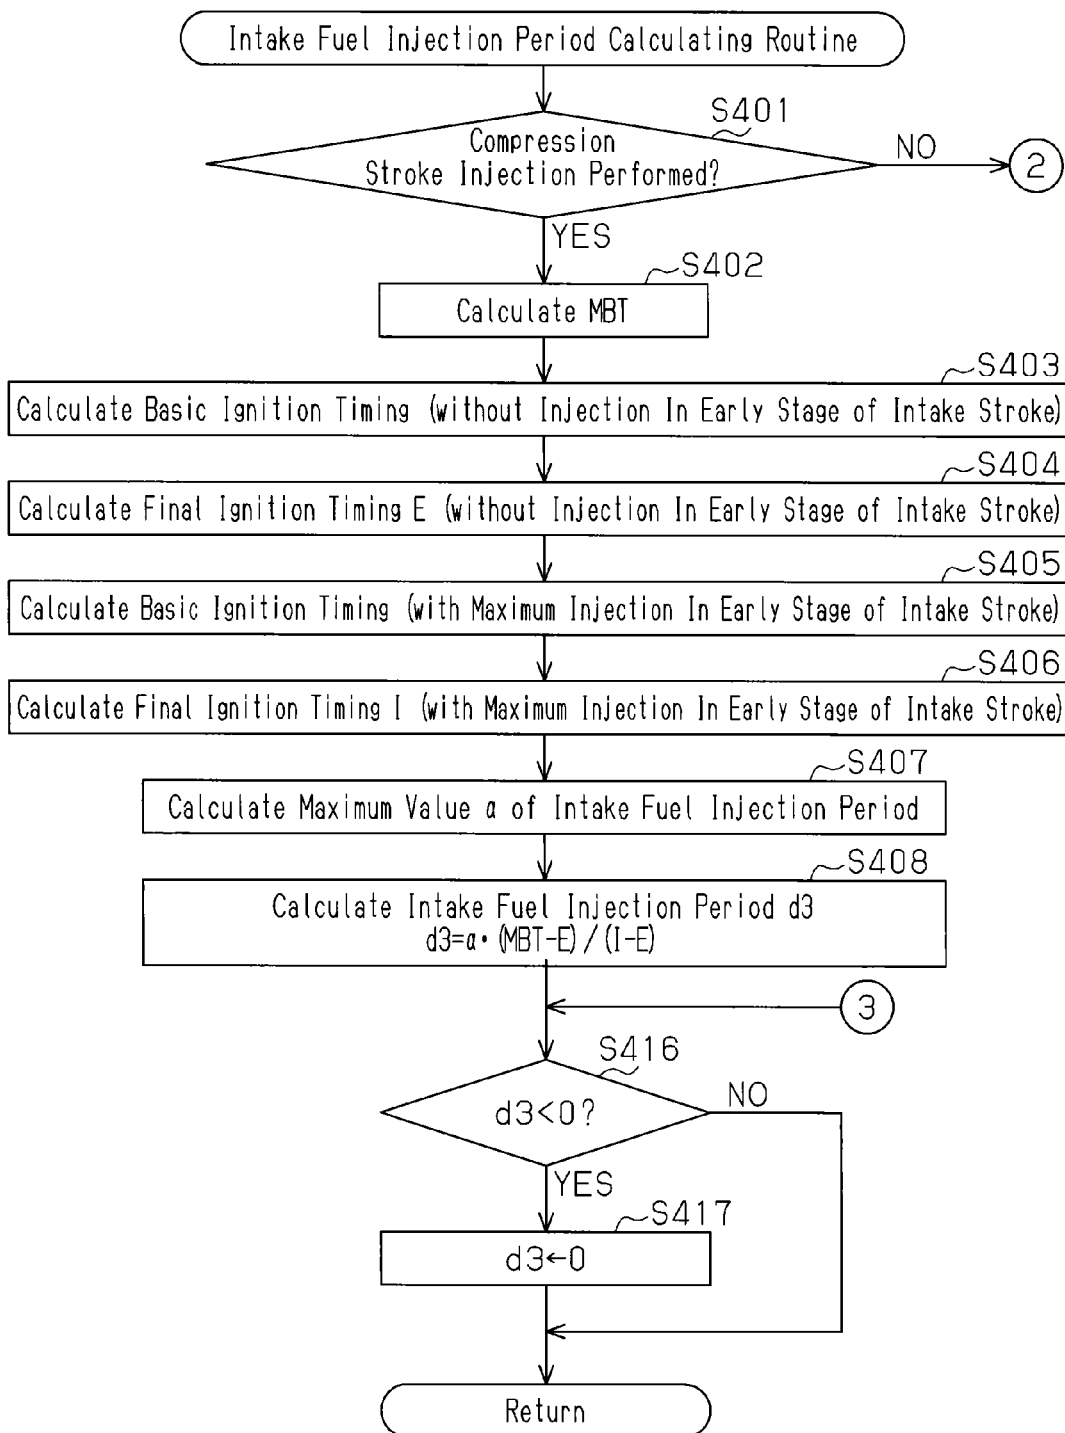 Intake Fuel Injection Period Calculating Routine
S401
Compression
Stroke Injection Performed?
NO
2
YES
S402
Calculate MBT
S403
Calculate Basic Ignition Timing (without Injection In Early Stage of Intake Stroke)
S404
Calculate Final Ignition Timing E (without Injection In Early Stage of Intake Stroke)
S405
Calculate Basic Ignition Timing (with Maximum Injection In Early Stage of Intake Stroke)
S406
Calculate Final Ignition Timing I (with Maximum Injection In Early Stage of Intake Stroke)
S407
Calculate Maximum Value α of Intake Fuel Injection Period
S408
Calculate Intake Fuel Injection Period d3
d3=α·(MBT-E)/(I-E)
3
S416
d3<0?
NO
YES
S417
d3←0
Return